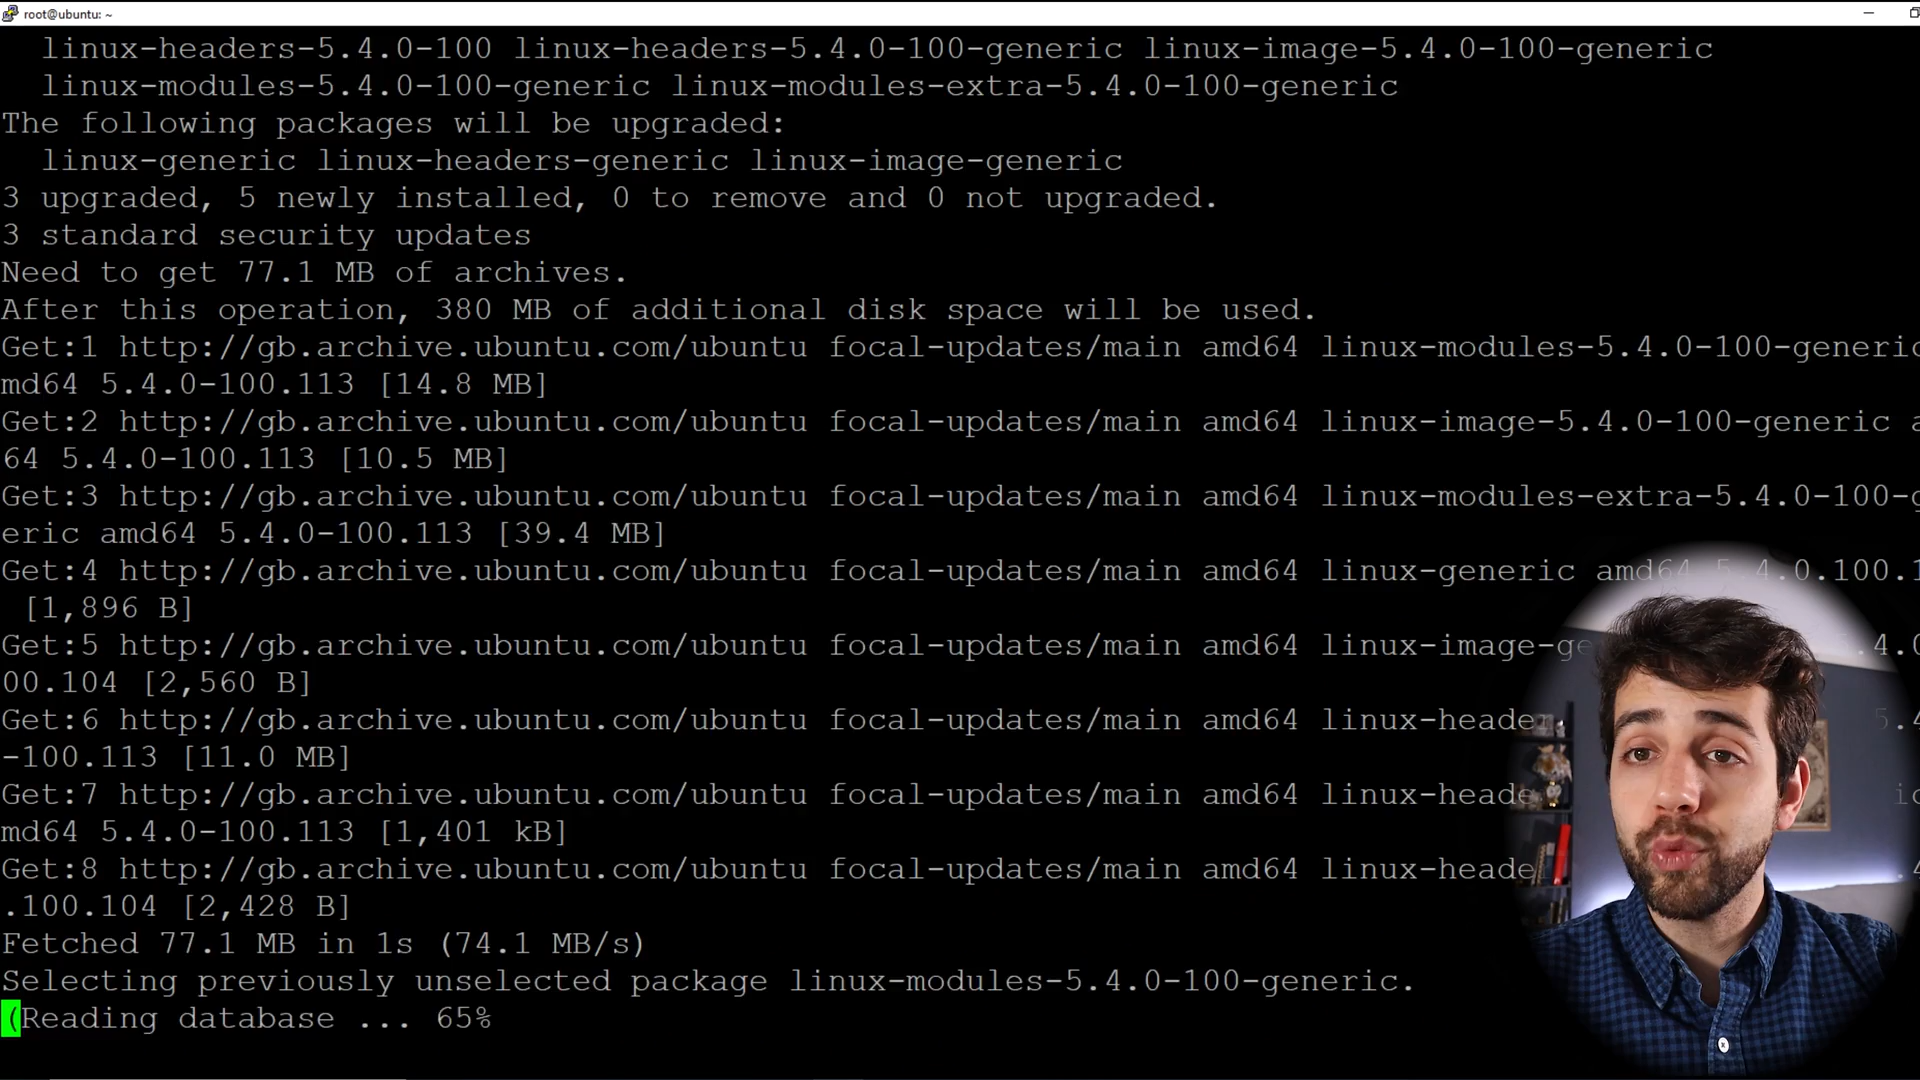 root@ubuntu: ~
linux-headers-5.4.0-100 linux-headers-5.4.0-100-generic linux-image-5.4.0-100-generic
linux-modules-5.4.0-100-generic linux-modules-extra-5.4.0-100-generic
The following packages will be upgraded:
linux-generic linux-headers-generic linux-image-generic
3 upgraded, 5 newly installed, 0 to remove and 0 not upgraded.
3 standard security updates
Need to get 77.1 MB of archives.
After this operation, 380 MB of additional disk space will be used.
Get:1 http://gb.archive.ubuntu.com/ubuntu focal-updates/main amd64 linux-modules-5.4.0-100-generic
md64 5.4.0-100.113 [14.8 MB]
Get:2 http://gb.archive.ubuntu.com/ubuntu focal-updates/main amd64 linux-image-5.4.0-100-generic a
64 5.4.0-100.113 [10.5 MB]
Get:3 http://gb.archive.ubuntu.com/ubuntu focal-updates/main amd64 linux-modules-extra-5.4.0-100-g
eric amd64 5.4.0-100.113 [39.4 MB]
Get:4 http://gb.archive.ubuntu.com/ubuntu focal-updates/main amd64 linux-generic amd64 5.4.0.100.1
[1,896 B]
Get:5 http://gb.archive.ubuntu.com/ubuntu focal-updates/main amd64 linux-image-ge .4.0
00.104 [2,560 B]
Get:6 http://gb.archive.ubuntu.com/ubuntu focal-updates/main amd64 linux-header 5.4
-100.113 [11.0 MB]
Get:7 http://gb.archive.ubuntu.com/ubuntu focal-updates/main amd64 linux-heade ic
md64 5.4.0-100.113 [1,401 kB]
Get:8 http://gb.archive.ubuntu.com/ubuntu focal-updates/main amd64 linux-header .4
.100.104 [2,428 B]
Fetched 77.1 MB in 1s (74.1 MB/s)
Selecting previously unselected package linux-modules-5.4.0-100-generic.
(Reading database ... 65%